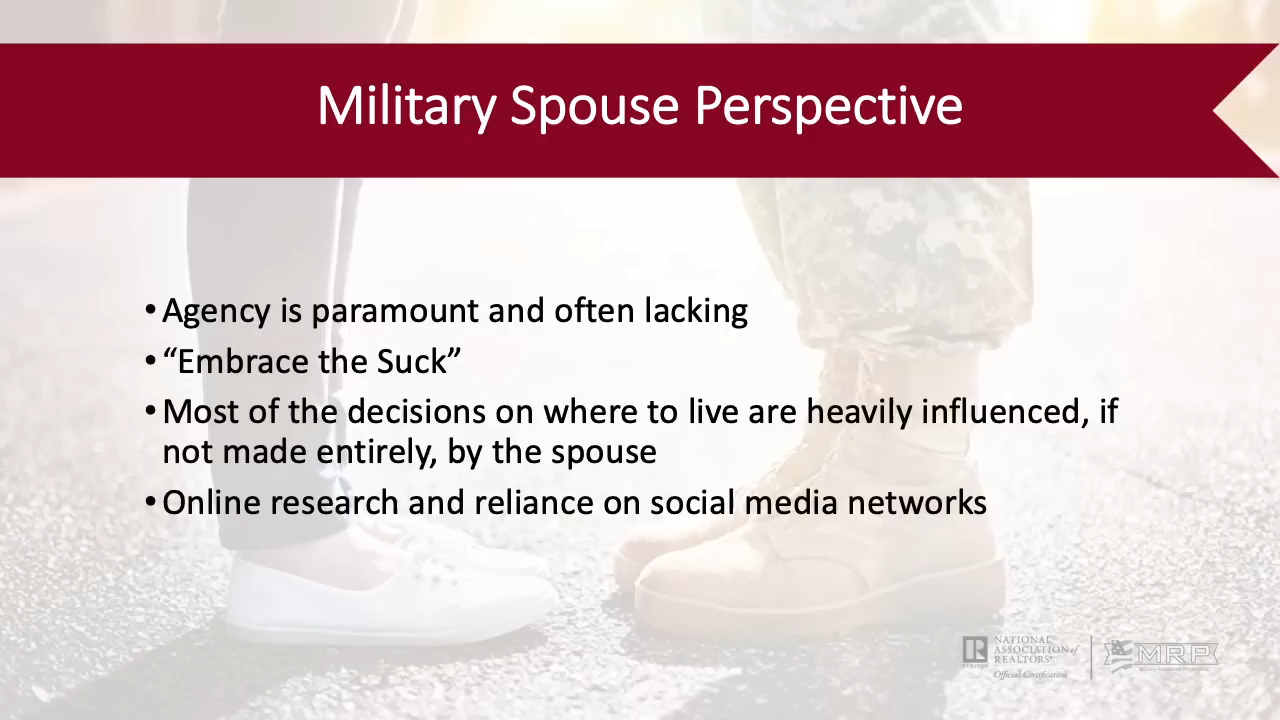 Military Spouse Perspective
• Agency is paramount and often lacking
• “Embrace the Suck”
• Most of the decisions on where to live are heavily influenced, if
not made entirely, by the spouse
• Online research and reliance on social media networks
NATIONAL
ASSOCIATION of
REALTORS®
Official Certification
MRP